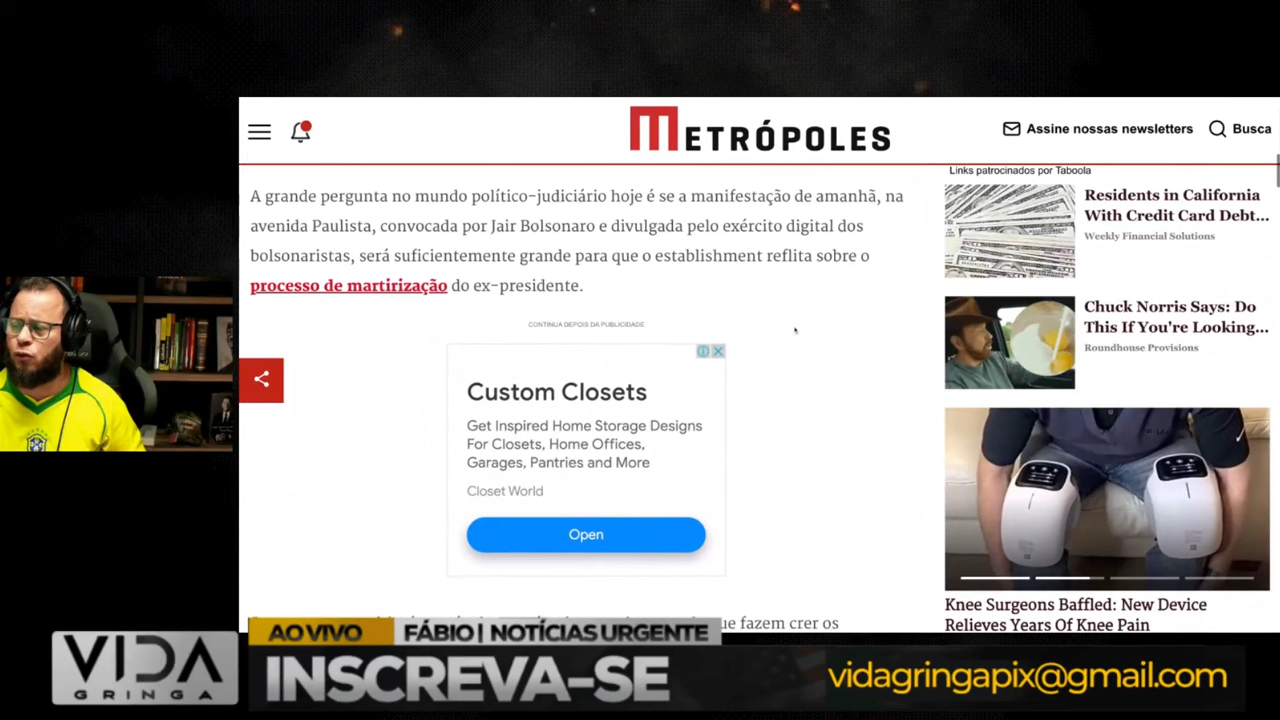 METRÓPOLES
Assine nossas newsletters
Busca
A grande pergunta no mundo político-judiciário hoje é se a manifestação de amanhã, na
avenida Paulista, convocada por Jair Bolsonaro e divulgada pelo exército digital dos
bolsonaristas, será suficientemente grande para que o establishment reflita sobre o
processo de martirização do ex-presidente.
CONTINUA DEPOIS DA PUBLICIDADE
Custom Closets
Get Inspired Home Storage Designs
For Closets, Home Offices,
Garages, Pantries and More
Closet World
Open
ue fazem crer os
Links patrocinados por Taboola
Residents in California
With Credit Card Debt...
Weekly Financial Solutions
Chuck Norris Says: Do
This If You're Looking...
Roundhouse Provisions
Knee Surgeons Baffled: New Device
Relieves Years Of Knee Pain
AO VIVO
FÁBIO | NOTÍCIAS URGENTE
VIDA
GRINGA
INSCREVA-SE
vidagringapix@gmail.com